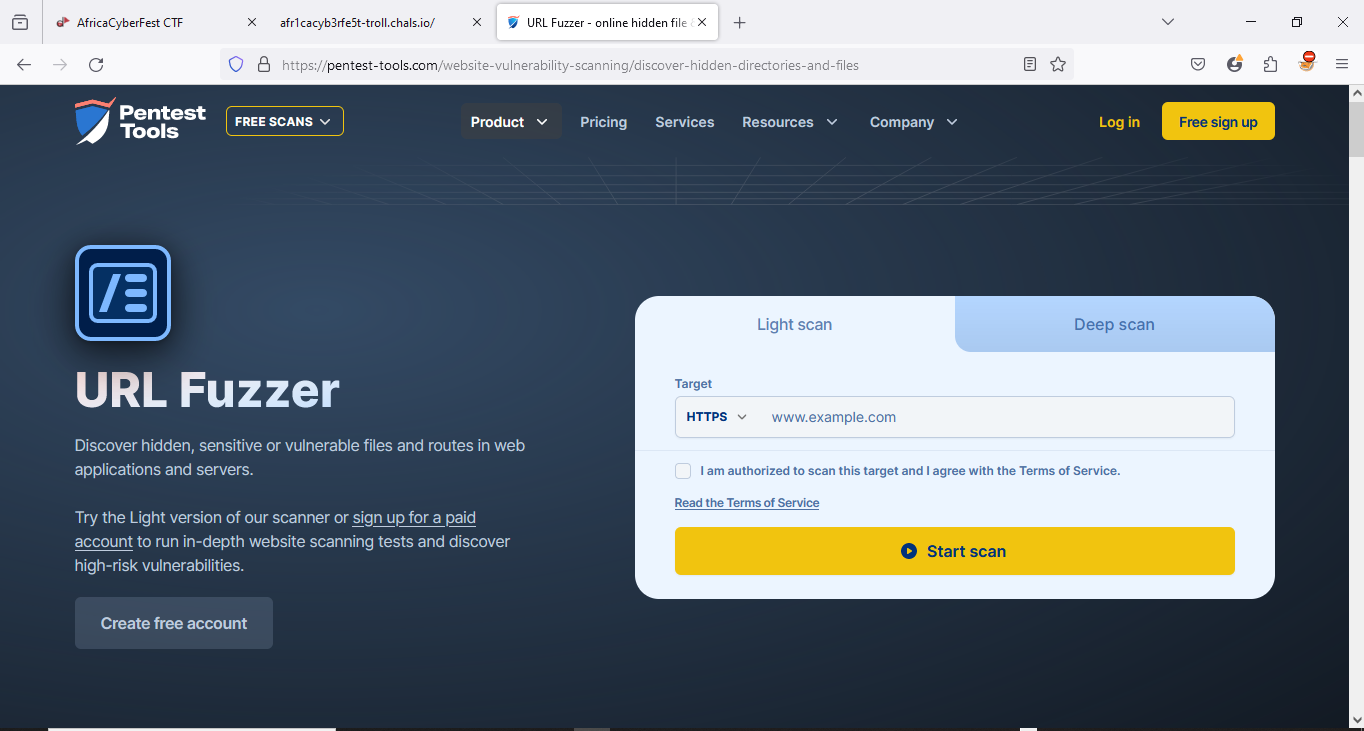 AfricaCyberFest CTF
afr1cacyb3rfe5t-troll.chals.io/
URL Fuzzer - online hidden file
https://pentest-tools.com/website-vulnerability-scanning/discover-hidden-directories-and-files
Pentest
Tools
FREE SCANS
Product
Pricing
Services
Resources
Company
Log in
Free sign up
Light scan
Deep scan
Target
HTTPS
www.example.com
I am authorized to scan this target and I agree with the Terms of Service.
Read the Terms of Service
Start scan
URL Fuzzer
Discover hidden, sensitive or vulnerable files and routes in web
applications and servers.
Try the Light version of our scanner or sign up for a paid
account to run in-depth website scanning tests and discover
high-risk vulnerabilities.
Create free account